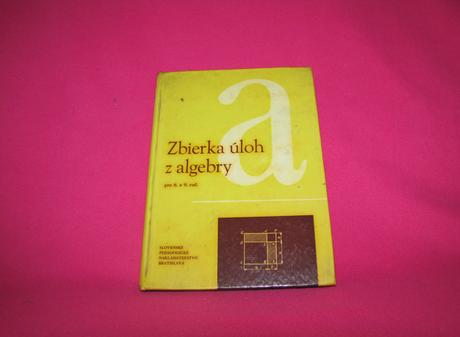 a
Zbierka úloh
z algebry
pre 8. a 9. roč.
SLOVENSKÉ
PEDAGOGICKÉ
NAKLADATEĽSTVO
BRATISLAVA